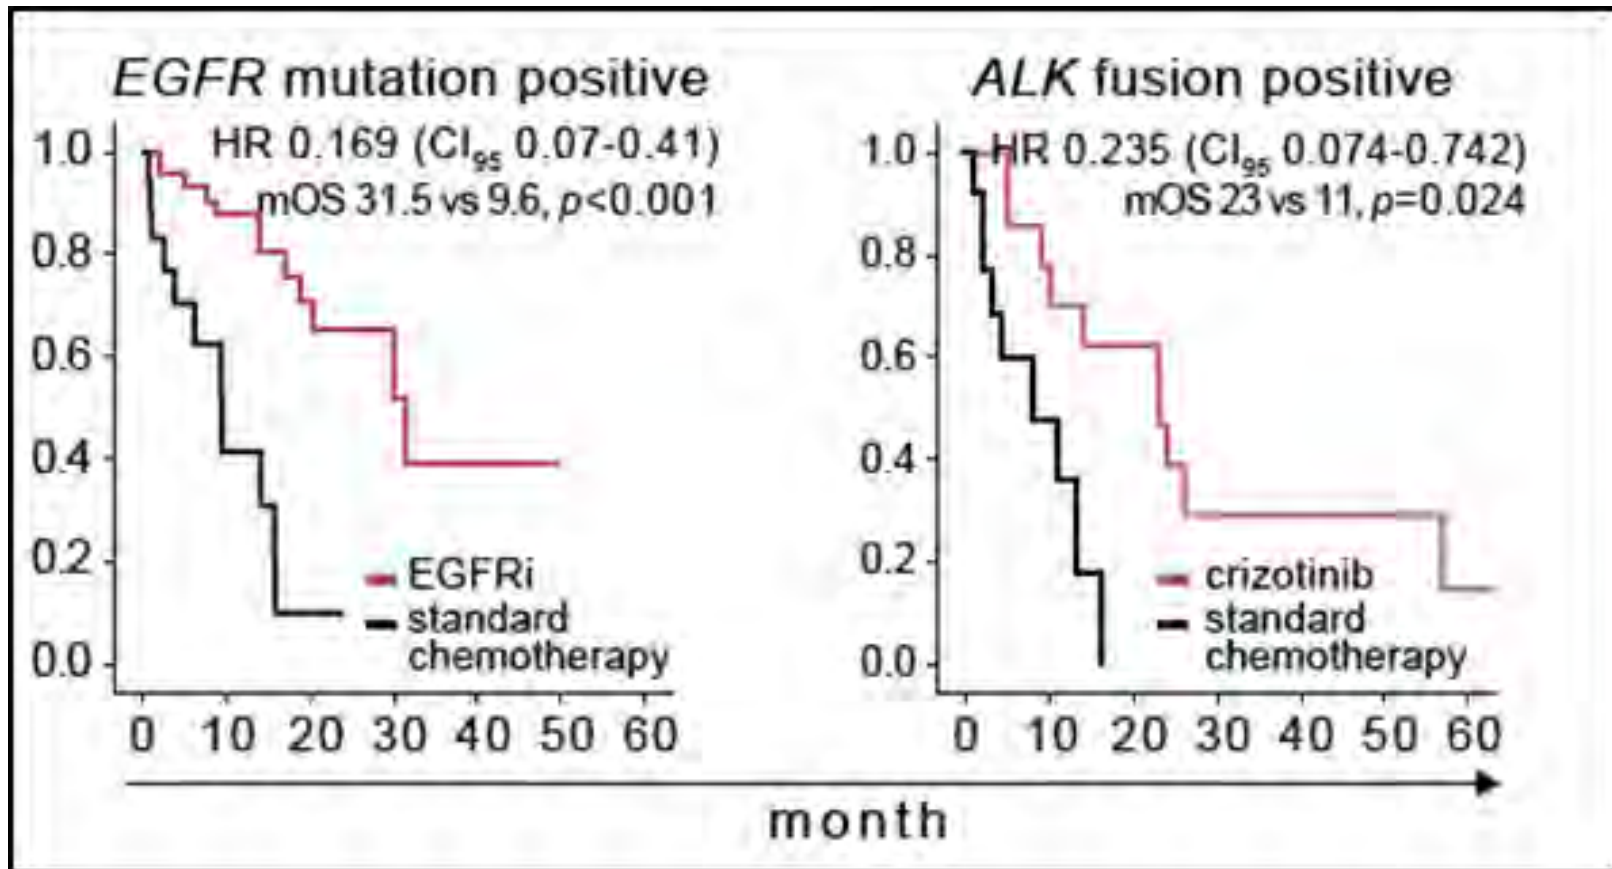 EGFR mutation positive
HR 0.169 (CI95 0.07-0.41)
mOS 31.5 vs 9.6, p<0.001
1.0
0.8
0.6
0.4
0.2
0.0
EGFRi
standard
chemotherapy
0 10 20 30 40 50 60
ALK fusion positive
HR 0.235 (CI95 0.074-0.742)
mOS 23 vs 11, p=0.024
1.0
0.8
0.6
0.4
0.2
0.0
crizotinib
standard
chemotherapy
0 10 20 30 40 50 60
month